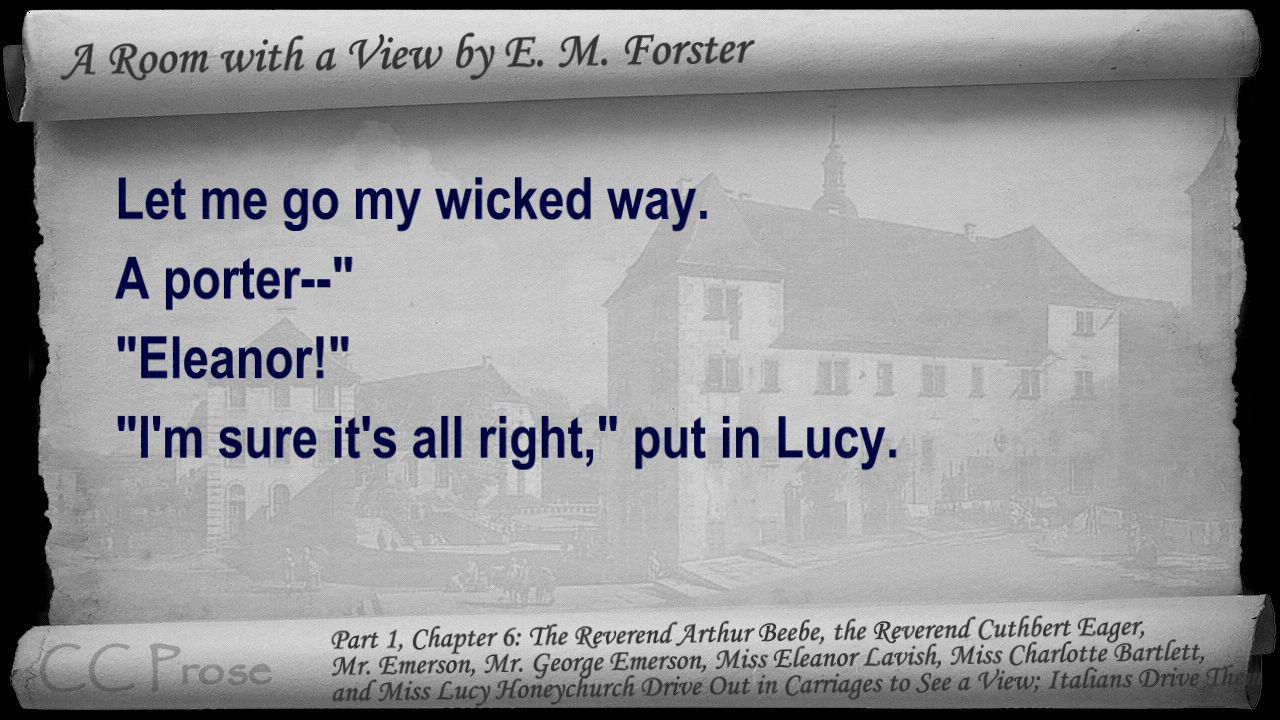 A Room with a View by E. M. Forster
Let me go my wicked way.
A porter--"
"Eleanor!"
"I'm sure it's all right," put in Lucy.
CC Prose
Part 1, Chapter 6: The Reverend Arthur Beebe, the Reverend Cuthbert Eager,
Mr. Emerson, Mr. George Emerson, Miss Eleanor Lavish, Miss Charlotte Bartlett,
and Miss Lucy Honeychurch Drive Out in Carriages to See a View; Italians Drive